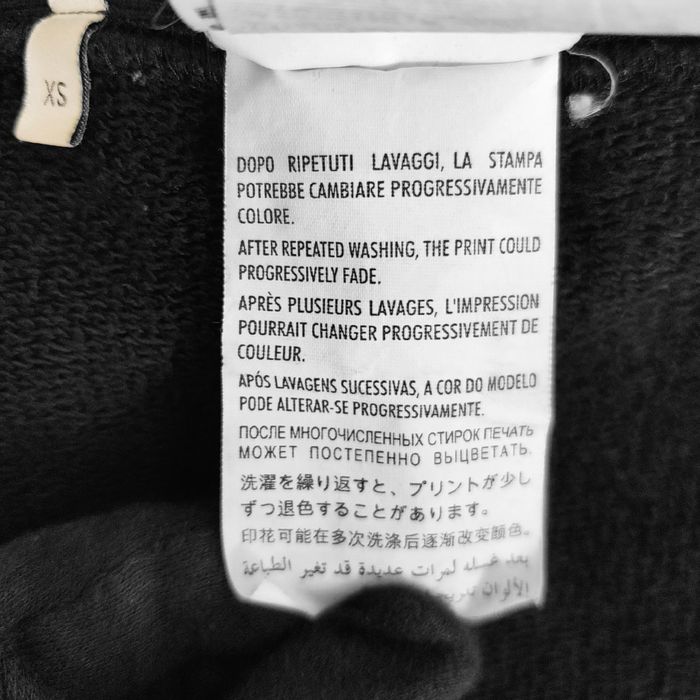 XS
DOPO RIPETUTI LAVAGGI, LA STAMPA
POTREBBE CAMBIARE PROGRESSIVAMENTE
COLORE.
AFTER REPEATED WASHING, THE PRINT COULD
PROGRESSIVELY FADE.
APRÈS PLUSIEURS LAVAGES, L'IMPRESSION
POURRAIT CHANGER PROGRESSIVEMENT DE
COULEUR.
APÓS LAVAGENS SUCESSIVAS, A COR DO MODELO
PODE ALTERAR-SE PROGRESSIVAMENTE.
ПОСЛЕ МНОГОЧИСЛЕННЫХ СТИРОК ПЕЧАТЬ
МОЖЕТ ПОСТЕПЕННО ВЫЦВЕТАТЬ.
洗濯を繰り返すと、プリントが少し
ずつ退色することがあります。
印花可能在多次洗涤后逐渐改变颜色。
بعد غسله لمرات عديدة قد تغير الطباعة
الألوان